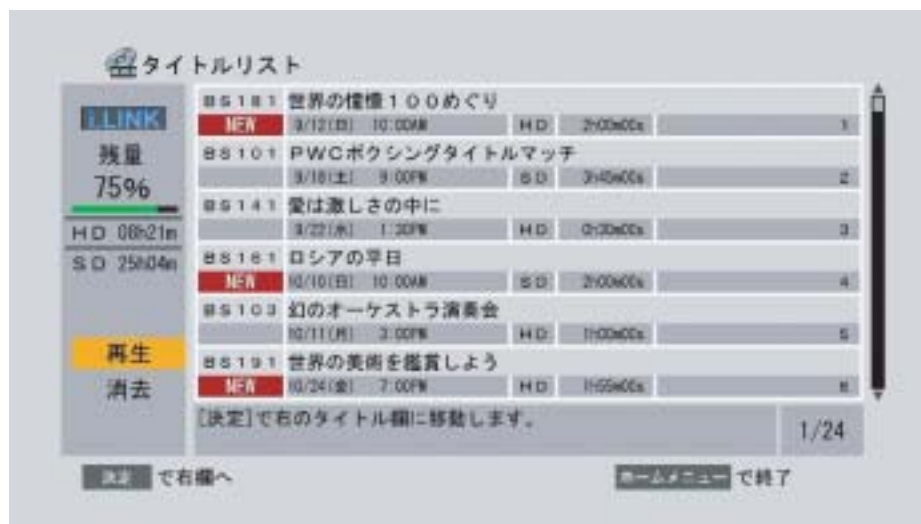 タイトルリスト
i.LINK
残量
75%
HD 08h21m
SD 25h04m
再生
消去
BS181 世界の憧憬100めぐり
NEW 9/12(日) 10:00AM HD 2h00m00s 1
BS101 PWCボクシングタイトルマッチ
9/18(土) 9:00PM SD 3h40m00s 2
BS141 愛は激しさの中に
9/22(水) 1:30PM HD 0h30m00s 3
BS161 ロシアの平日
NEW 10/10(日) 10:00AM SD 2h00m00s 4
BS103 幻のオーケストラ演奏会
10/11(月) 3:00PM HD 1h00m00s 5
BS191 世界の美術を鑑賞しよう
NEW 10/24(金) 7:00PM HD 1h55m00s 6
[決定]で右のタイトル欄に移動します。
1/24
決定 で右欄へ
ホームメニュー で終了